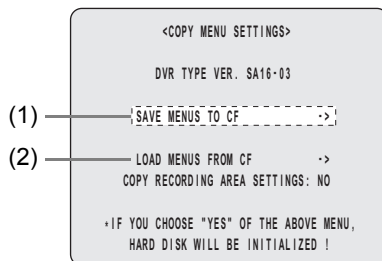 <COPY MENU SETTINGS>
DVR TYPE VER. SA16-03
(1) SAVE MENUS TO CF ->
(2) LOAD MENUS FROM CF ->
COPY RECORDING AREA SETTINGS: NO
*IF YOU CHOOSE "YES" OF THE ABOVE MENU,
HARD DISK WILL BE INITIALIZED !